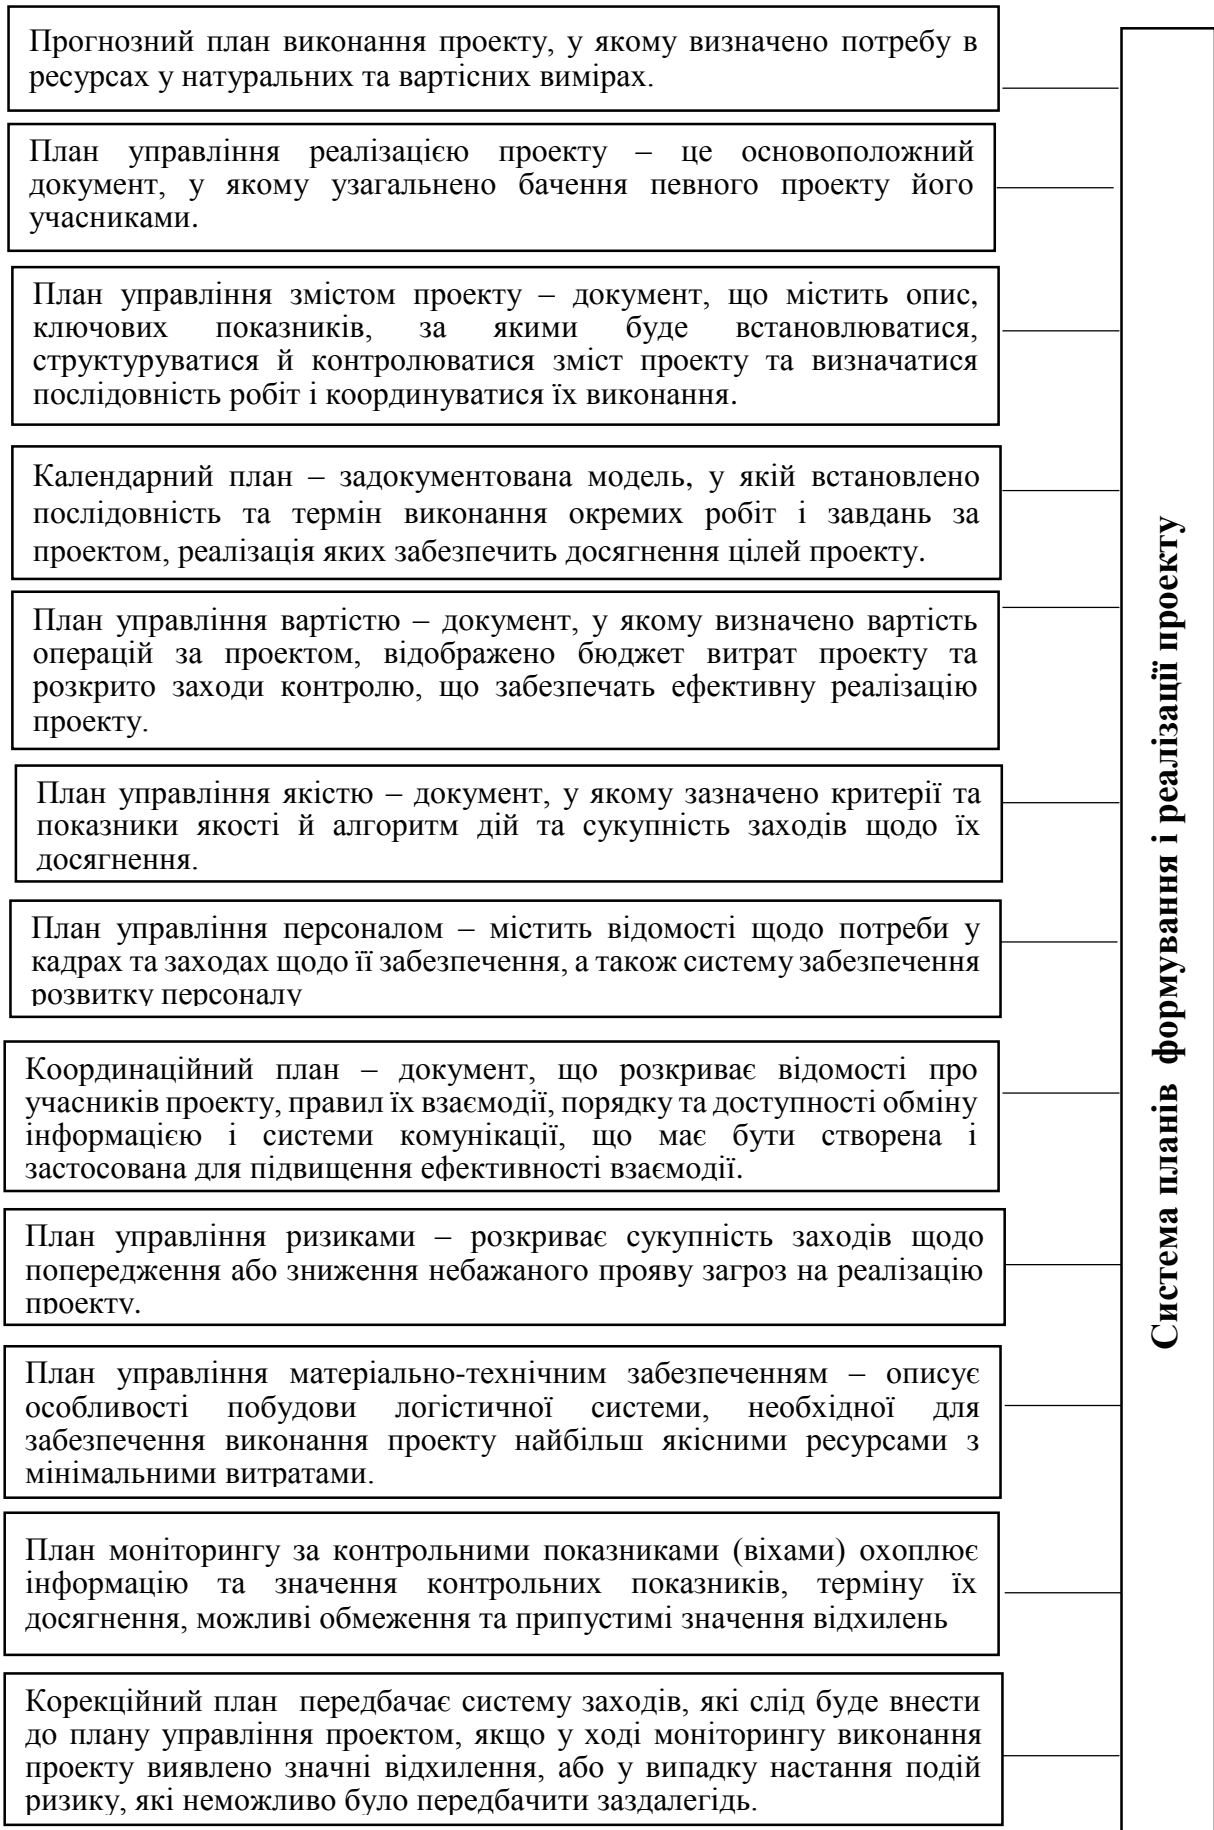 Прогнозний план виконання проекту, у якому визначено потребу в
ресурсах у натуральних та вартісних вимірах.
План управління реалізацією проекту – це основоположний
документ, у якому узагальнено бачення певного проекту його
учасниками.
План управління змістом проекту – документ, що містить опис,
ключових показників, за якими буде встановлюватися,
структуруватися й контролюватися зміст проекту та визначатися
послідовність робіт і координуватися їх виконання.
Календарний план – задокументована модель, у якій встановлено
послідовність та термін виконання окремих робіт і завдань за
проектом, реалізація яких забезпечить досягнення цілей проекту.
План управління вартістю – документ, у якому визначено вартість
операцій за проектом, відображено бюджет витрат проекту та
розкрито заходи контролю, що забезпечать ефективну реалізацію
проекту.
План управління якістю – документ, у якому зазначено критерії та
показники якості й алгоритм дій та сукупність заходів щодо їх
досягнення.
План управління персоналом – містить відомості щодо потреби у
кадрах та заходах щодо її забезпечення, а також систему забезпечення
розвитку персоналу
Координаційний план – документ, що розкриває відомості про
учасників проекту, правил їх взаємодії, порядку та доступності обміну
інформацією і системи комунікації, що має бути створена і
застосована для підвищення ефективності взаємодії.
План управління ризиками – розкриває сукупність заходів щодо
попередження або зниження небажаного прояву загроз на реалізацію
проекту.
План управління матеріально-технічним забезпеченням – описує
особливості побудови логістичної системи, необхідної для
забезпечення виконання проекту найбільш якісними ресурсами з
мінімальними витратами.
План моніторингу за контрольними показниками (віхами) охоплює
інформацію та значення контрольних показників, терміну їх
досягнення, можливі обмеження та припустимі значення відхилень
Корекційний план передбачає систему заходів, які слід буде внести
до плану управління проектом, якщо у ході моніторингу виконання
проекту виявлено значні відхилення, або у випадку настання подій
ризику, які неможливо було передбачити заздалегідь.
Система планів формування і реалізації проекту